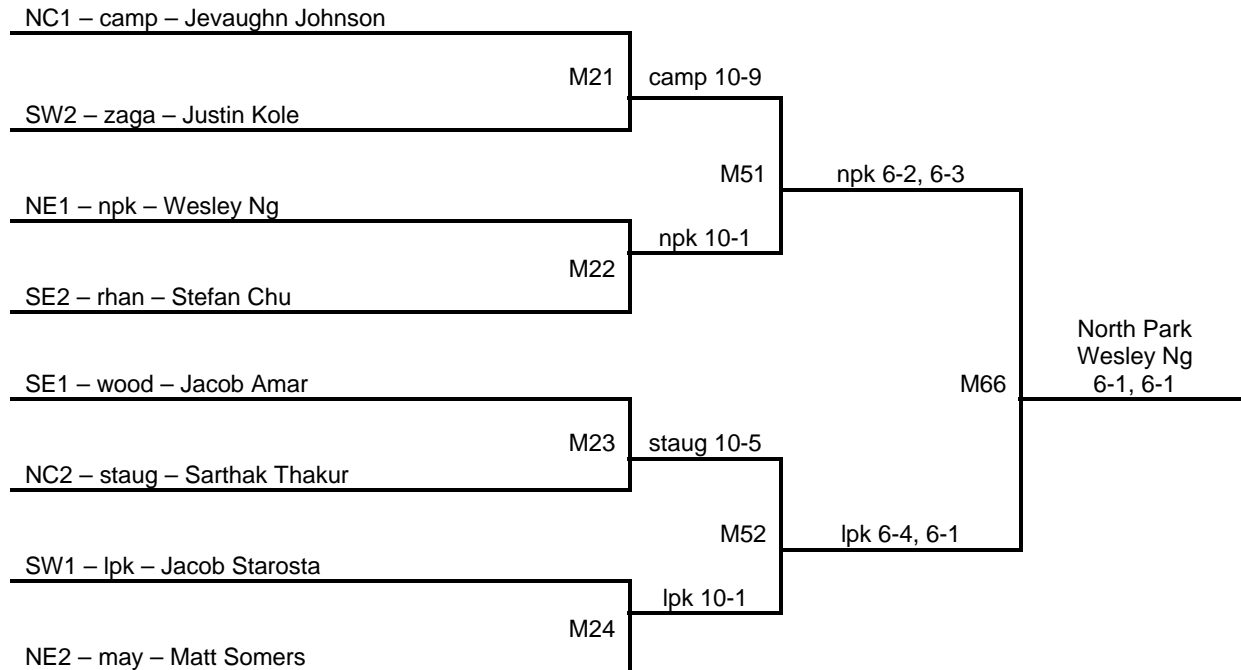 NC1 – camp – Jevaughn Johnson
M21
camp 10-9
SW2 – zaga – Justin Kole
M51
npk 6-2, 6-3
NE1 – npk – Wesley Ng
npk 10-1
M22
SE2 – rhan – Stefan Chu
North Park
Wesley Ng
6-1, 6-1
M66
SE1 – wood – Jacob Amar
M23
staug 10-5
NC2 – staug – Sarthak Thakur
M52
lpk 6-4, 6-1
SW1 – lpk – Jacob Starosta
lpk 10-1
M24
NE2 – may – Matt Somers